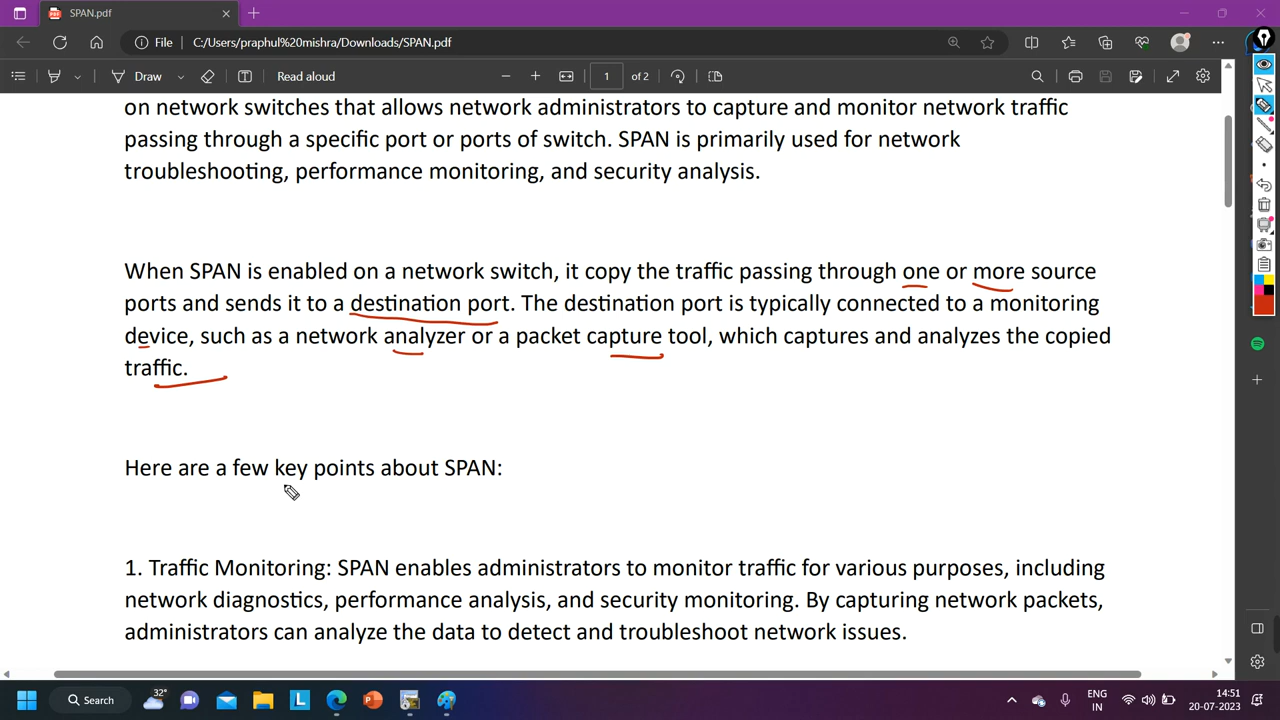 SPAN.pdf
File C:/Users/praphul%20mishra/Downloads/SPAN.pdf
Draw Read aloud 1 of 2
on network switches that allows network administrators to capture and monitor network traffic
passing through a specific port or ports of switch. SPAN is primarily used for network
troubleshooting, performance monitoring, and security analysis.
When SPAN is enabled on a network switch, it copy the traffic passing through one or more source
ports and sends it to a destination port. The destination port is typically connected to a monitoring
device, such as a network analyzer or a packet capture tool, which captures and analyzes the copied
traffic.
Here are a few key points about SPAN:
1. Traffic Monitoring: SPAN enables administrators to monitor traffic for various purposes, including
network diagnostics, performance analysis, and security monitoring. By capturing network packets,
administrators can analyze the data to detect and troubleshoot network issues.
Search 32° ENG 14:51
IN 20-07-2023